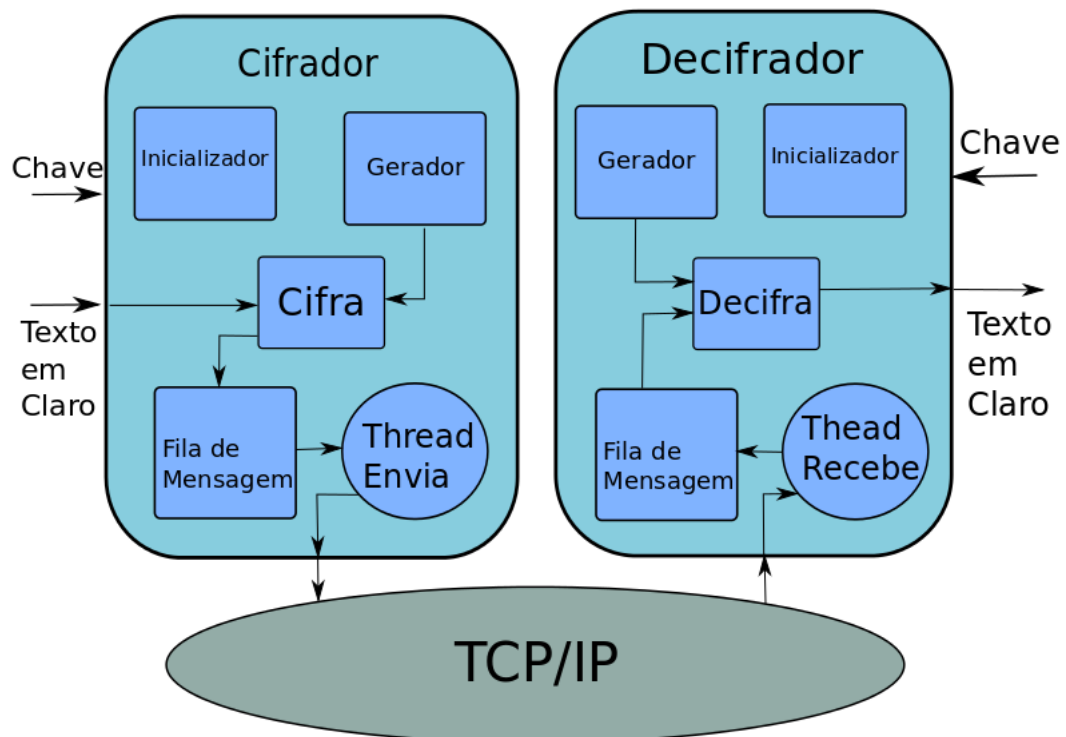 Cifrador
Inicializador
Gerador
Chave
Cifra
Texto
em
Claro
Fila de
Mensagem
Thread
Envia
Decifrador
Gerador
Inicializador
Chave
Decifra
Texto
em
Claro
Fila de
Mensagem
Thead
Recebe
TCP/IP